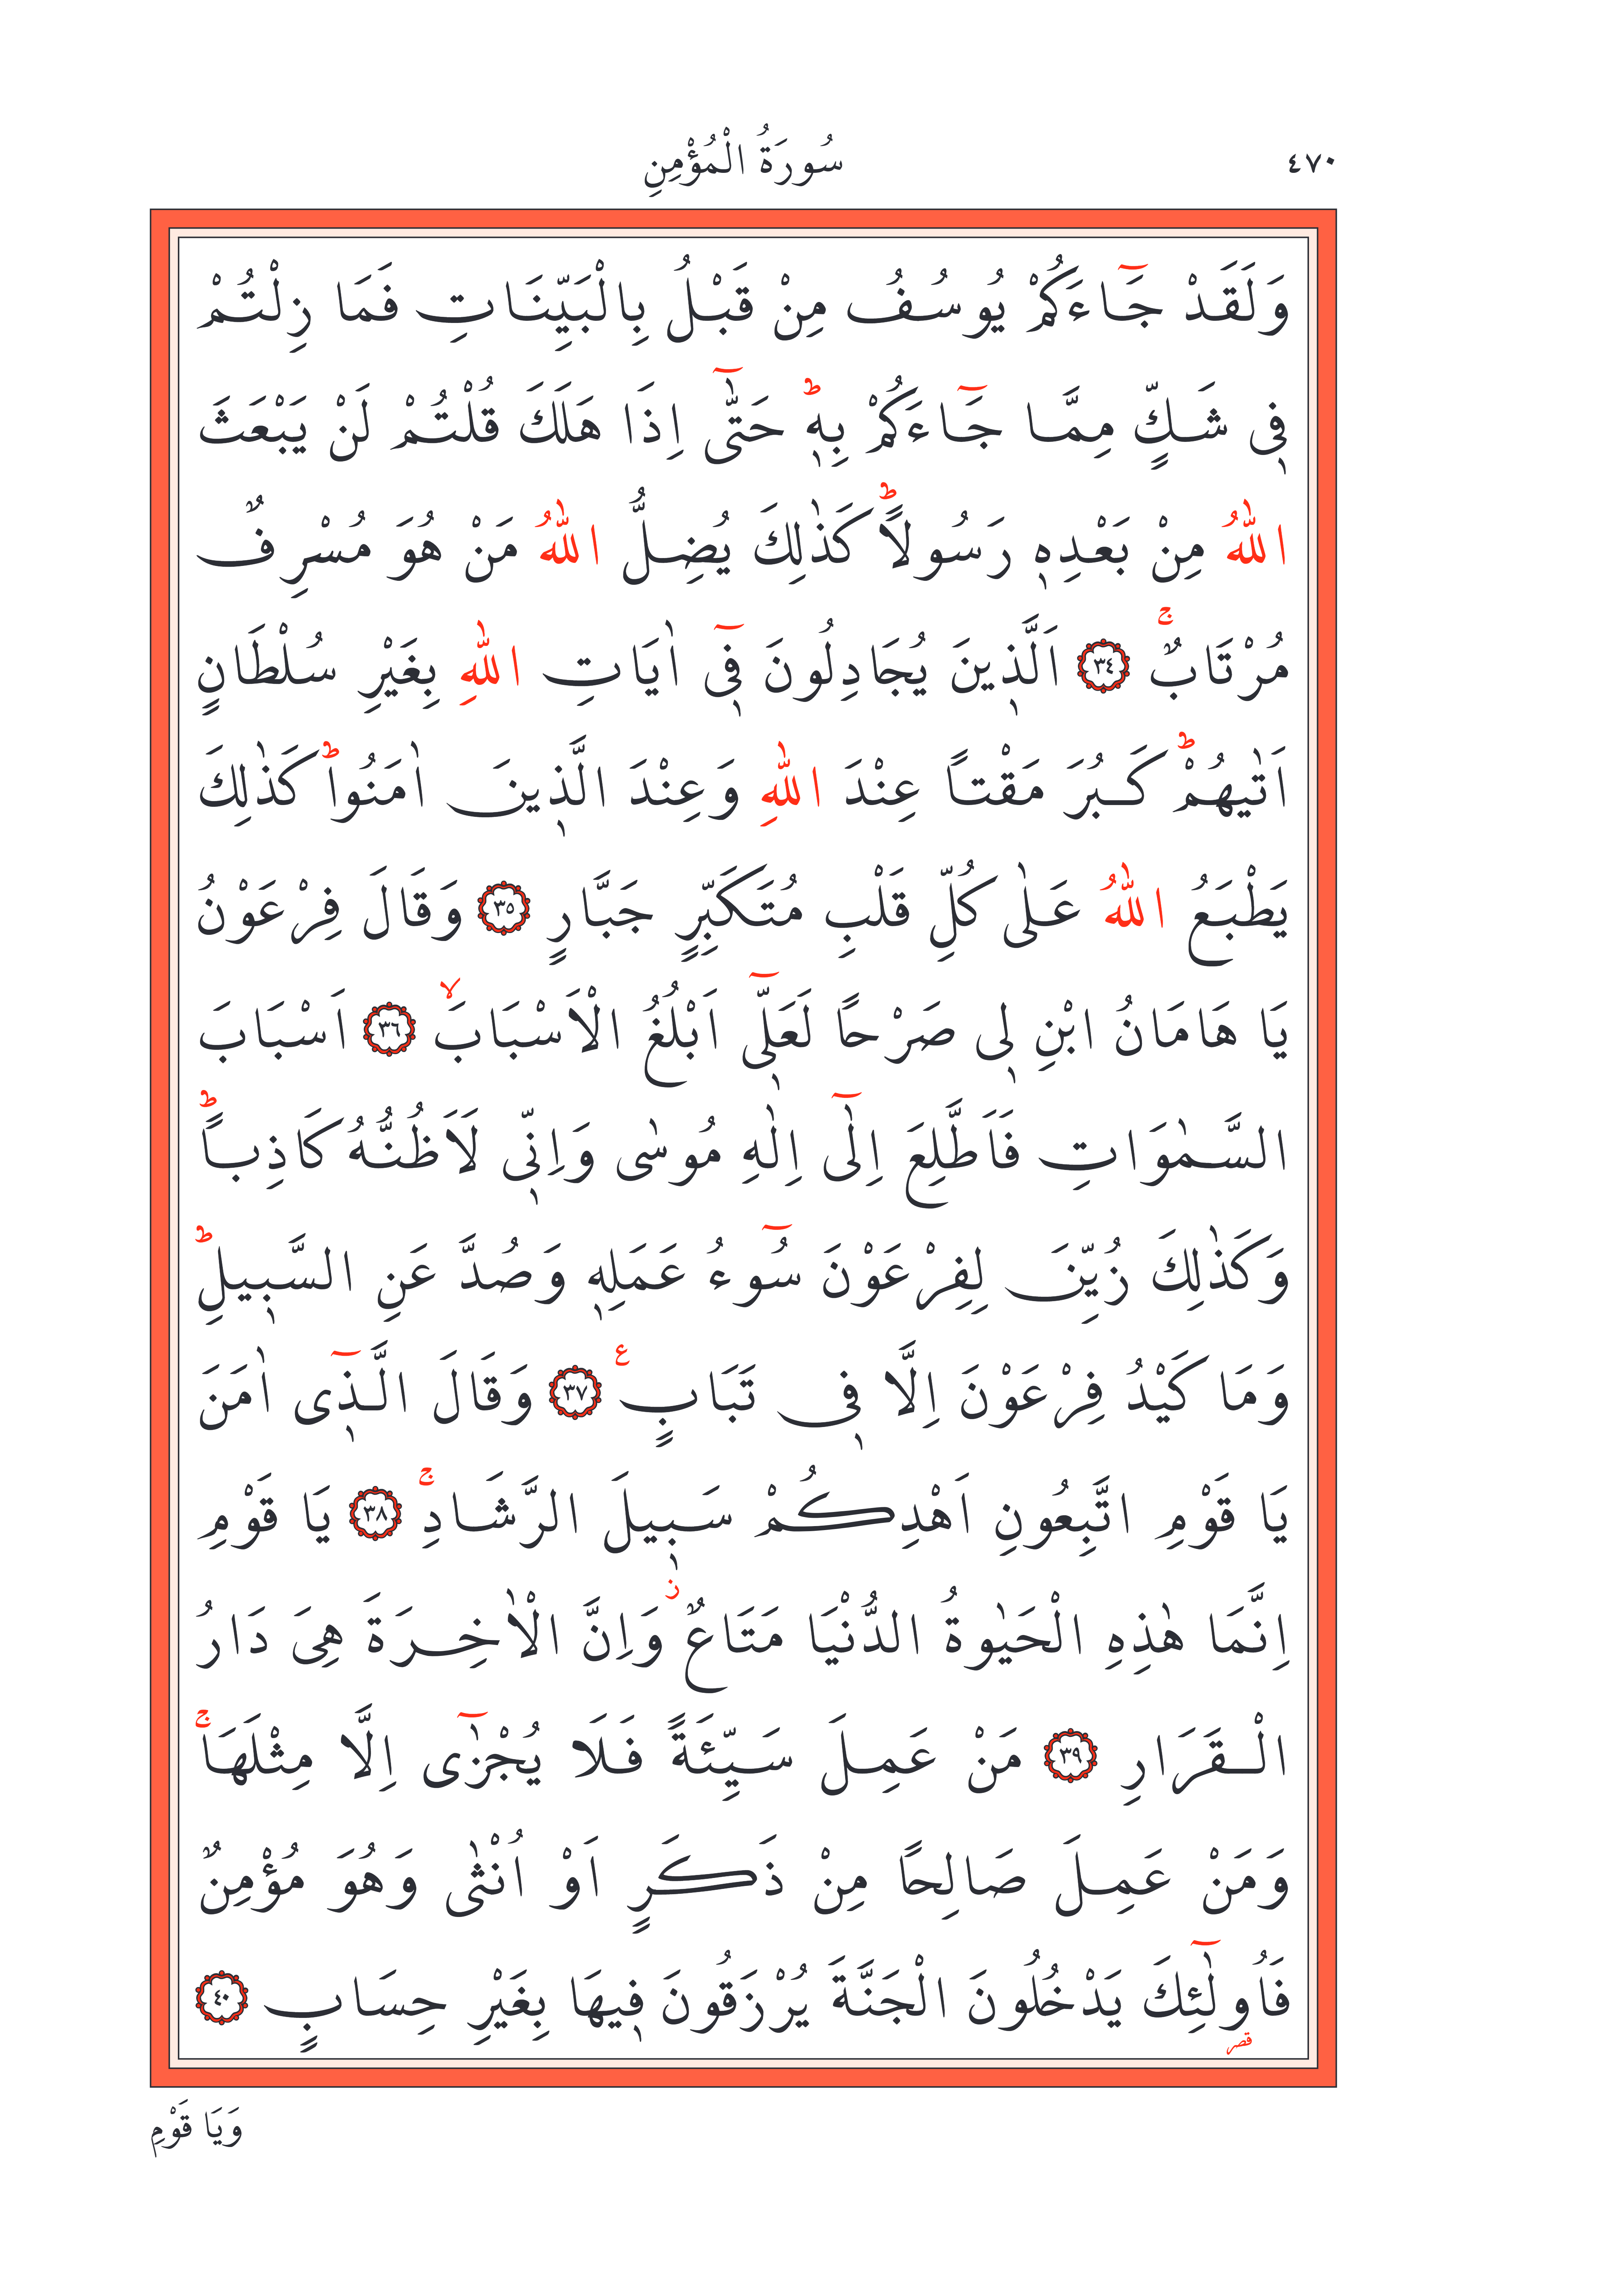 ٤٧٠
سُورَةُ الْمُؤْمِنِ
وَلَقَدْ جَٓاءَكُمْ يُوسُفُ مِنْ قَبْلُ بِالْبَيِّنَاتِ فَمَا زِلْتُمْ
ف۪ي شَكٍّ مِمَّا جَٓاءَكُمْ بِه۪ۜ حَتّٰٓى اِذَا هَلَكَ قُلْتُمْ لَنْ يَبْعَثَ
اللّٰهُ مِنْ بَعْدِه۪ رَسُولًاۜ كَذٰلِكَ يُضِلُّ اللّٰهُ مَنْ هُوَ مُسْرِفٌ
مُرْتَابٌۚ ﴿٣٤﴾ اَلَّذ۪ينَ يُجَادِلُونَ ف۪ٓي اٰيَاتِ اللّٰهِ بِغَيْرِ سُلْطَانٍ
اَتٰيهُمْۜ كَبُرَ مَقْتًا عِنْدَ اللّٰهِ وَعِنْدَ الَّذ۪ينَ اٰمَنُواۜ كَذٰلِكَ
يَطْبَعُ اللّٰهُ عَلٰى كُلِّ قَلْبِ مُتَكَبِّرٍ جَبَّارٍ ﴿٣٥﴾ وَقَالَ فِرْعَوْنُ
يَا هَامَانُ ابْنِ ل۪ي صَرْحًا لَعَلّ۪ٓي اَبْلُغُ الْاَسْبَابَۙ ﴿٣٦﴾ اَسْبَابَ
السَّمٰوَاتِ فَاَطَّلِعَ اِلٰٓى اِلٰهِ مُوسٰى وَاِنّ۪ي لَاَظُنُّهُ كَاذِبًاۜ
وَكَذٰلِكَ زُيِّنَ لِفِرْعَوْنَ سُٓوءُ عَمَلِه۪ وَصُدَّ عَنِ السَّب۪يلِۜ
وَمَا كَيْدُ فِرْعَوْنَ اِلَّا ف۪ي تَبَابٍ۟ ﴿٣٧﴾ وَقَالَ الَّذ۪ٓي اٰمَنَ
يَا قَوْمِ اتَّبِعُونِ اَهْدِكُمْ سَب۪يلَ الرَّشَادِۚ ﴿٣٨﴾ يَا قَوْمِ
اِنَّمَا هٰذِهِ الْحَيٰوةُ الدُّنْيَا مَتَاعٌۘ وَاِنَّ الْاٰخِرَةَ هِيَ دَارُ
الْقَرَارِ ﴿٣٩﴾ مَنْ عَمِلَ سَيِّئَةً فَلَا يُجْزٰٓى اِلَّا مِثْلَهَاۚ
وَمَنْ عَمِلَ صَالِحًا مِنْ ذَكَرٍ اَوْ اُنْثٰى وَهُوَ مُؤْمِنٌ
فَاُو۬لٰٓئِكَ يَدْخُلُونَ الْجَنَّةَ يُرْزَقُونَ ف۪يهَا بِغَيْرِ حِسَابٍ ﴿٤٠﴾
قصر
وَيَا قَوْمِ